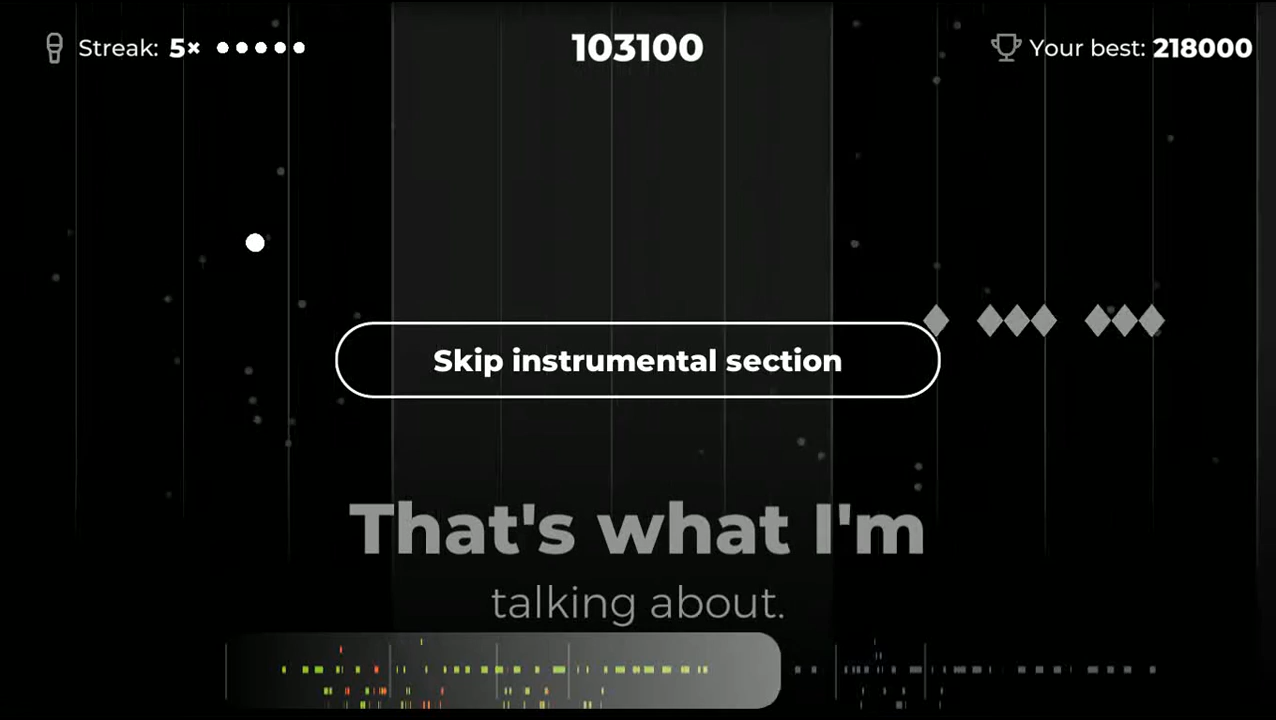 Streak: 5× 103100 Your best: 218000
Skip instrumental section
That's what I'm
talking about.